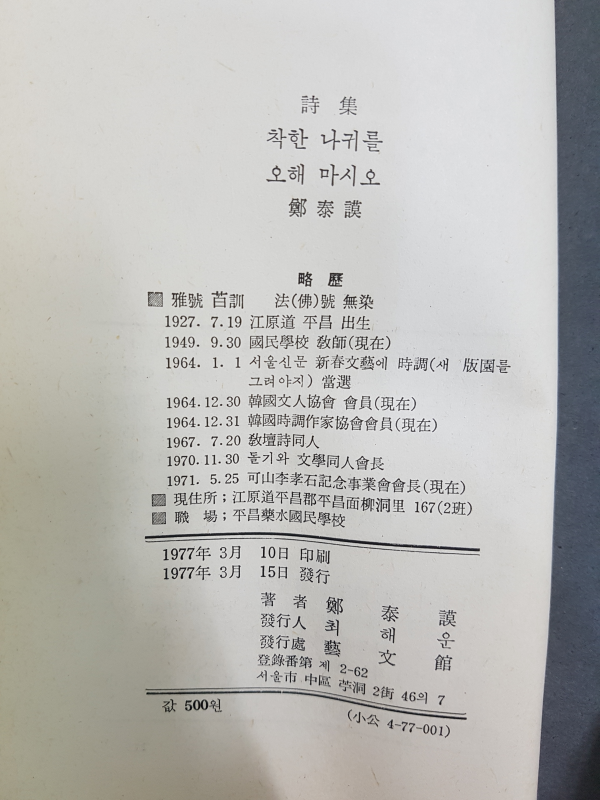 詩 集
착한 나귀를
오해 마시오
鄭 泰 謨
略 歷
▩ 雅號 苩訓 法(佛)號 無染
1927. 7.19 江原道 平昌 出生
1949. 9.30 國民學校 敎師(現在)
1964. 1. 1 서울신문 新春文藝에 時調(새 版圖를
그려야지) 當選
1964.12.30 韓國文人協會 會員(現在)
1964.12.31 韓國時調作家協會會員(現在)
1967. 7.20 敎壇詩同人
1970.11.30 돌기와 文學同人會長
1971. 5.25 可山李孝石記念事業會會長(現在)
▩ 現住所; 江原道平昌郡平昌面柳洞里 167(2班)
▩ 職 場; 平昌藥水國民學校
1977年 3月 10日 印刷
1977年 3月 15日 發行
著 者 鄭 泰 謨
發行人 최 해 운
發行處 藝 文 館
登錄番第 제 2-62
서울市 中區 苧洞 2街 46의 7
값 500원
(小公 4-77-001)